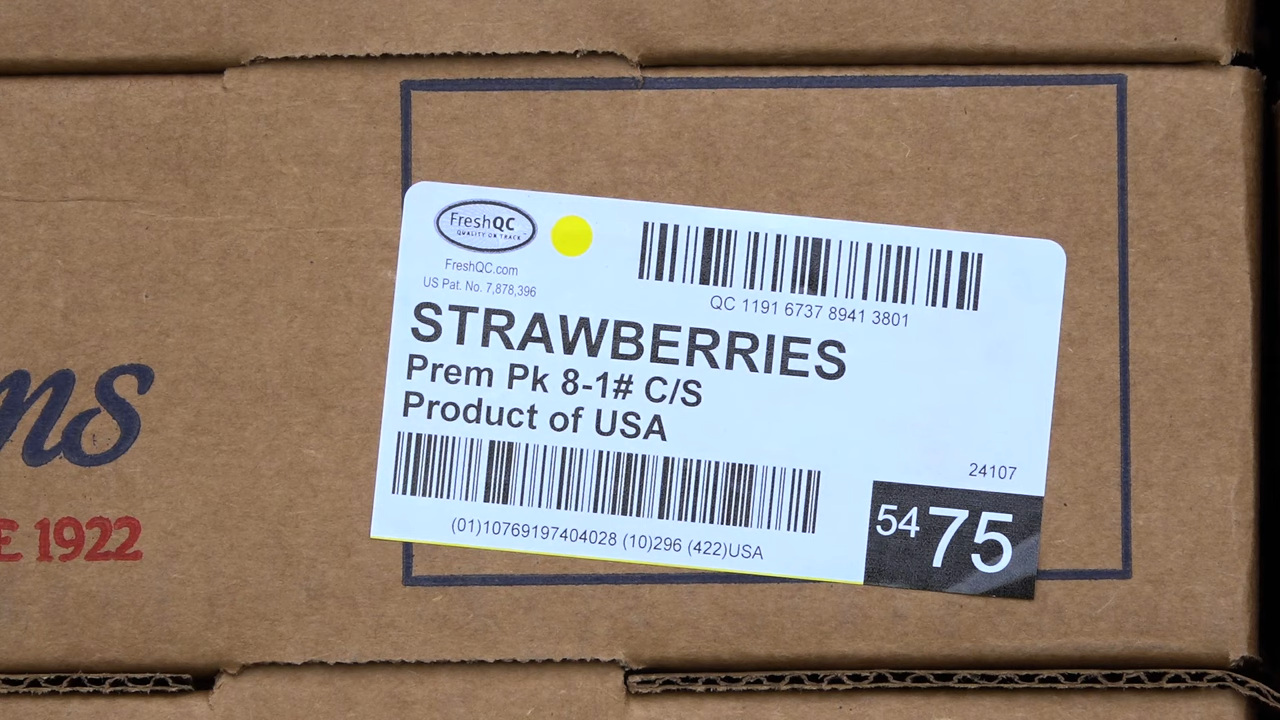 FreshQC
QUALITY ON TRACK
FreshQC.com
US Pat. No. 7,878,396
QC 1191 6737 8941 3801
STRAWBERRIES
Prem Pk 8-1# C/S
Product of USA
(01)10769197404028 (10)296 (422)USA
24107
5475
ns
E 1922